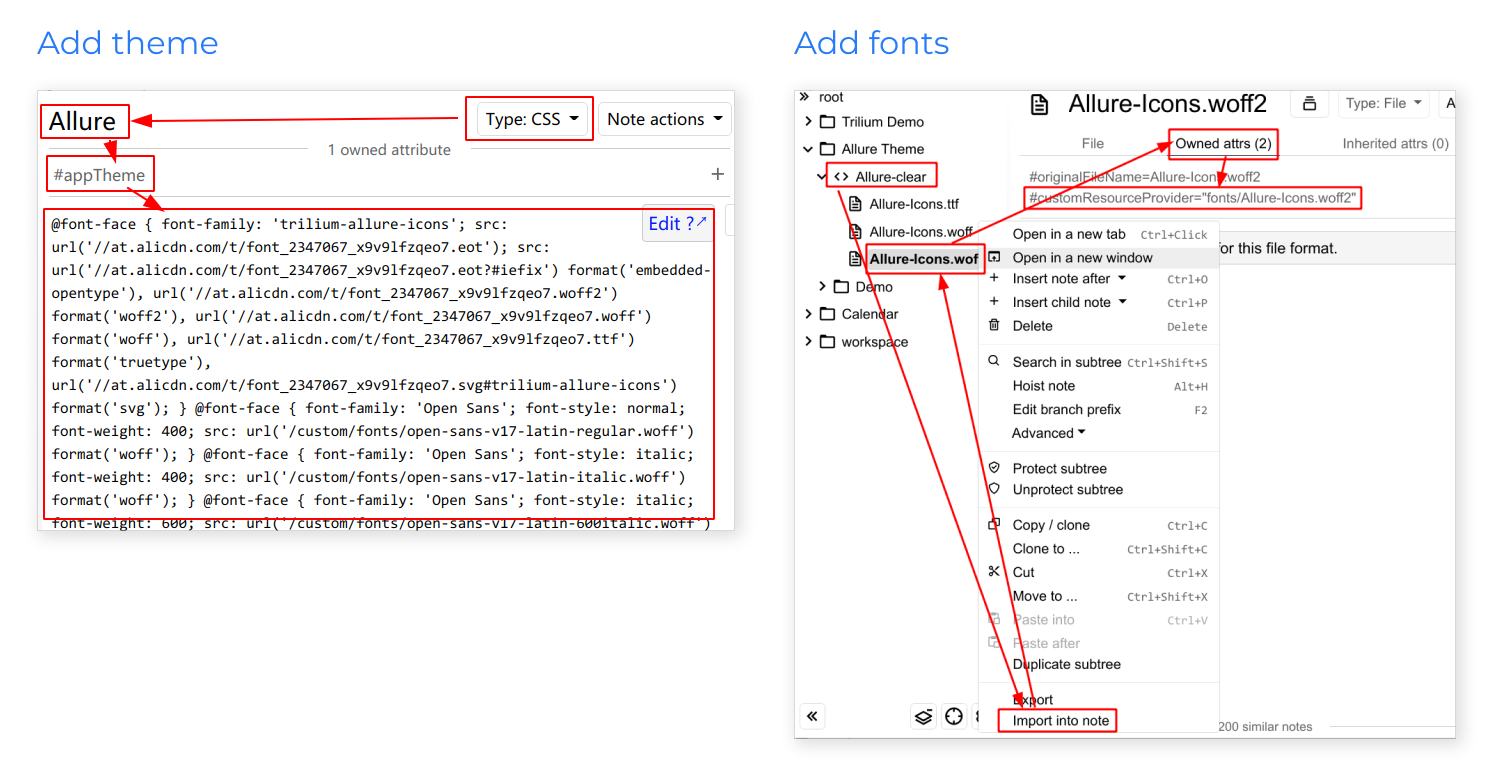 Add theme
Allure
Type: CSS
Note actions
1 owned attribute
#appTheme
Edit ?
@font-face { font-family: 'trilium-allure-icons'; src:
url('//at.alicdn.com/t/font_2347067_x9v9lfzqeo7.eot'); src:
url('//at.alicdn.com/t/font_2347067_x9v9lfzqeo7.eot?#iefix') format('embedded-
opentype'), url('//at.alicdn.com/t/font_2347067_x9v9lfzqeo7.woff2')
format('woff2'), url('//at.alicdn.com/t/font_2347067_x9v9lfzqeo7.woff')
format('woff'), url('//at.alicdn.com/t/font_2347067_x9v9lfzqeo7.ttf')
format('truetype'),
url('//at.alicdn.com/t/font_2347067_x9v9lfzqeo7.svg#trilium-allure-icons')
format('svg'); } @font-face { font-family: 'Open Sans'; font-style: normal;
font-weight: 400; src: url('/custom/fonts/open-sans-v17-latin-regular.woff')
format('woff'); } @font-face { font-family: 'Open Sans'; font-style: italic;
font-weight: 400; src: url('/custom/fonts/open-sans-v17-latin-italic.woff')
format('woff'); } @font-face { font-family: 'Open Sans'; font-style: italic;
font-weight: 600; src: url('/custom/fonts/open-sans-v17-latin-600italic.woff')
Add fonts
root
Trilium Demo
Allure Theme
Allure-clear
Allure-Icons.ttf
Allure-Icons.woff
Allure-Icons.wof
Demo
Calendar
workspace
Allure-Icons.woff2
Type: File
A
File
Owned attrs (2)
Inherited attrs (0)
#originalFileName=Allure-Icons.woff2
#customResourceProvider="fonts/Allure-Icons.woff2"
for this file format.
Open in a new tab Ctrl+Click
Open in a new window
Insert note after Ctrl+O
Insert child note Ctrl+P
Delete Delete
Search in subtree Ctrl+Shift+S
Hoist note Alt+H
Edit branch prefix F2
Advanced
Protect subtree
Unprotect subtree
Copy / clone Ctrl+C
Clone to ... Ctrl+Shift+C
Cut Ctrl+X
Move to ... Ctrl+Shift+X
Paste into Ctrl+V
Paste after
Duplicate subtree
Export
Import into note
200 similar notes